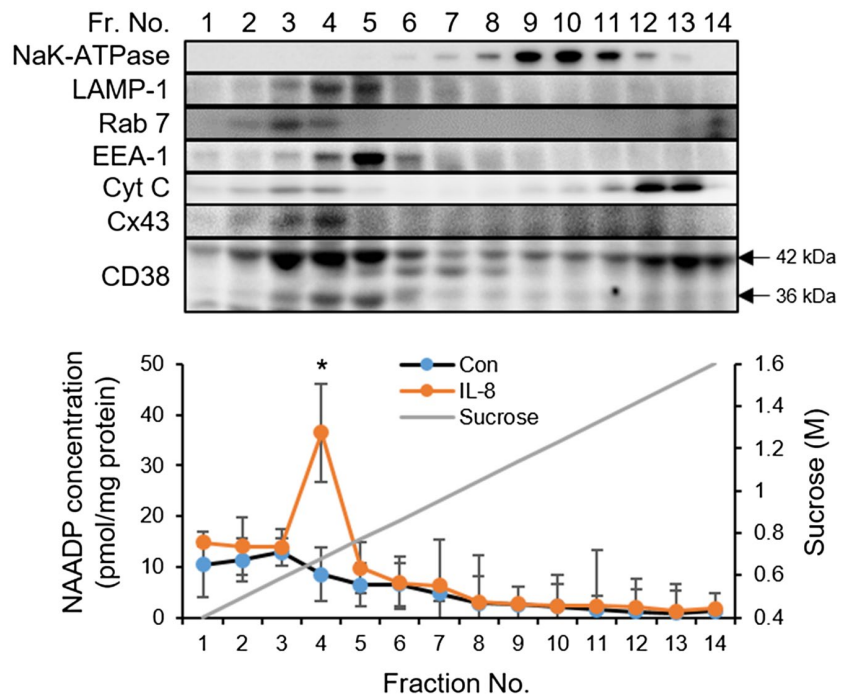 Fr. No. 1 2 3 4 5 6 7 8 9 10 11 12 13 14
NaK-ATPase
LAMP-1
Rab 7
EEA-1
Cyt C
Cx43
CD38
42 kDa
36 kDa
NAADP concentration
(pmol/mg protein)
50
40
30
20
10
0
*
Con
IL-8
Sucrose
1.6
1.4
1.2
1
0.8
0.6
0.4
Sucrose (M)
1 2 3 4 5 6 7 8 9 10 11 12 13 14
Fraction No.